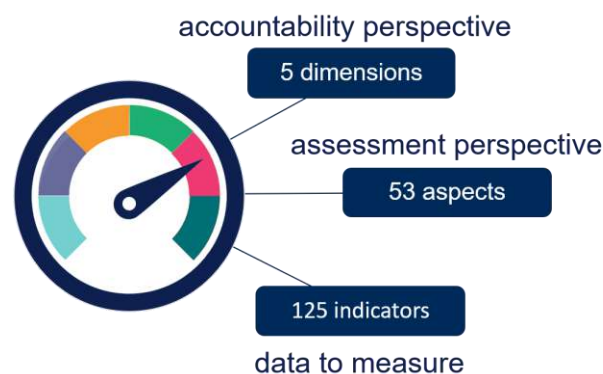 accountability perspective
5 dimensions
assessment perspective
53 aspects
125 indicators
data to measure